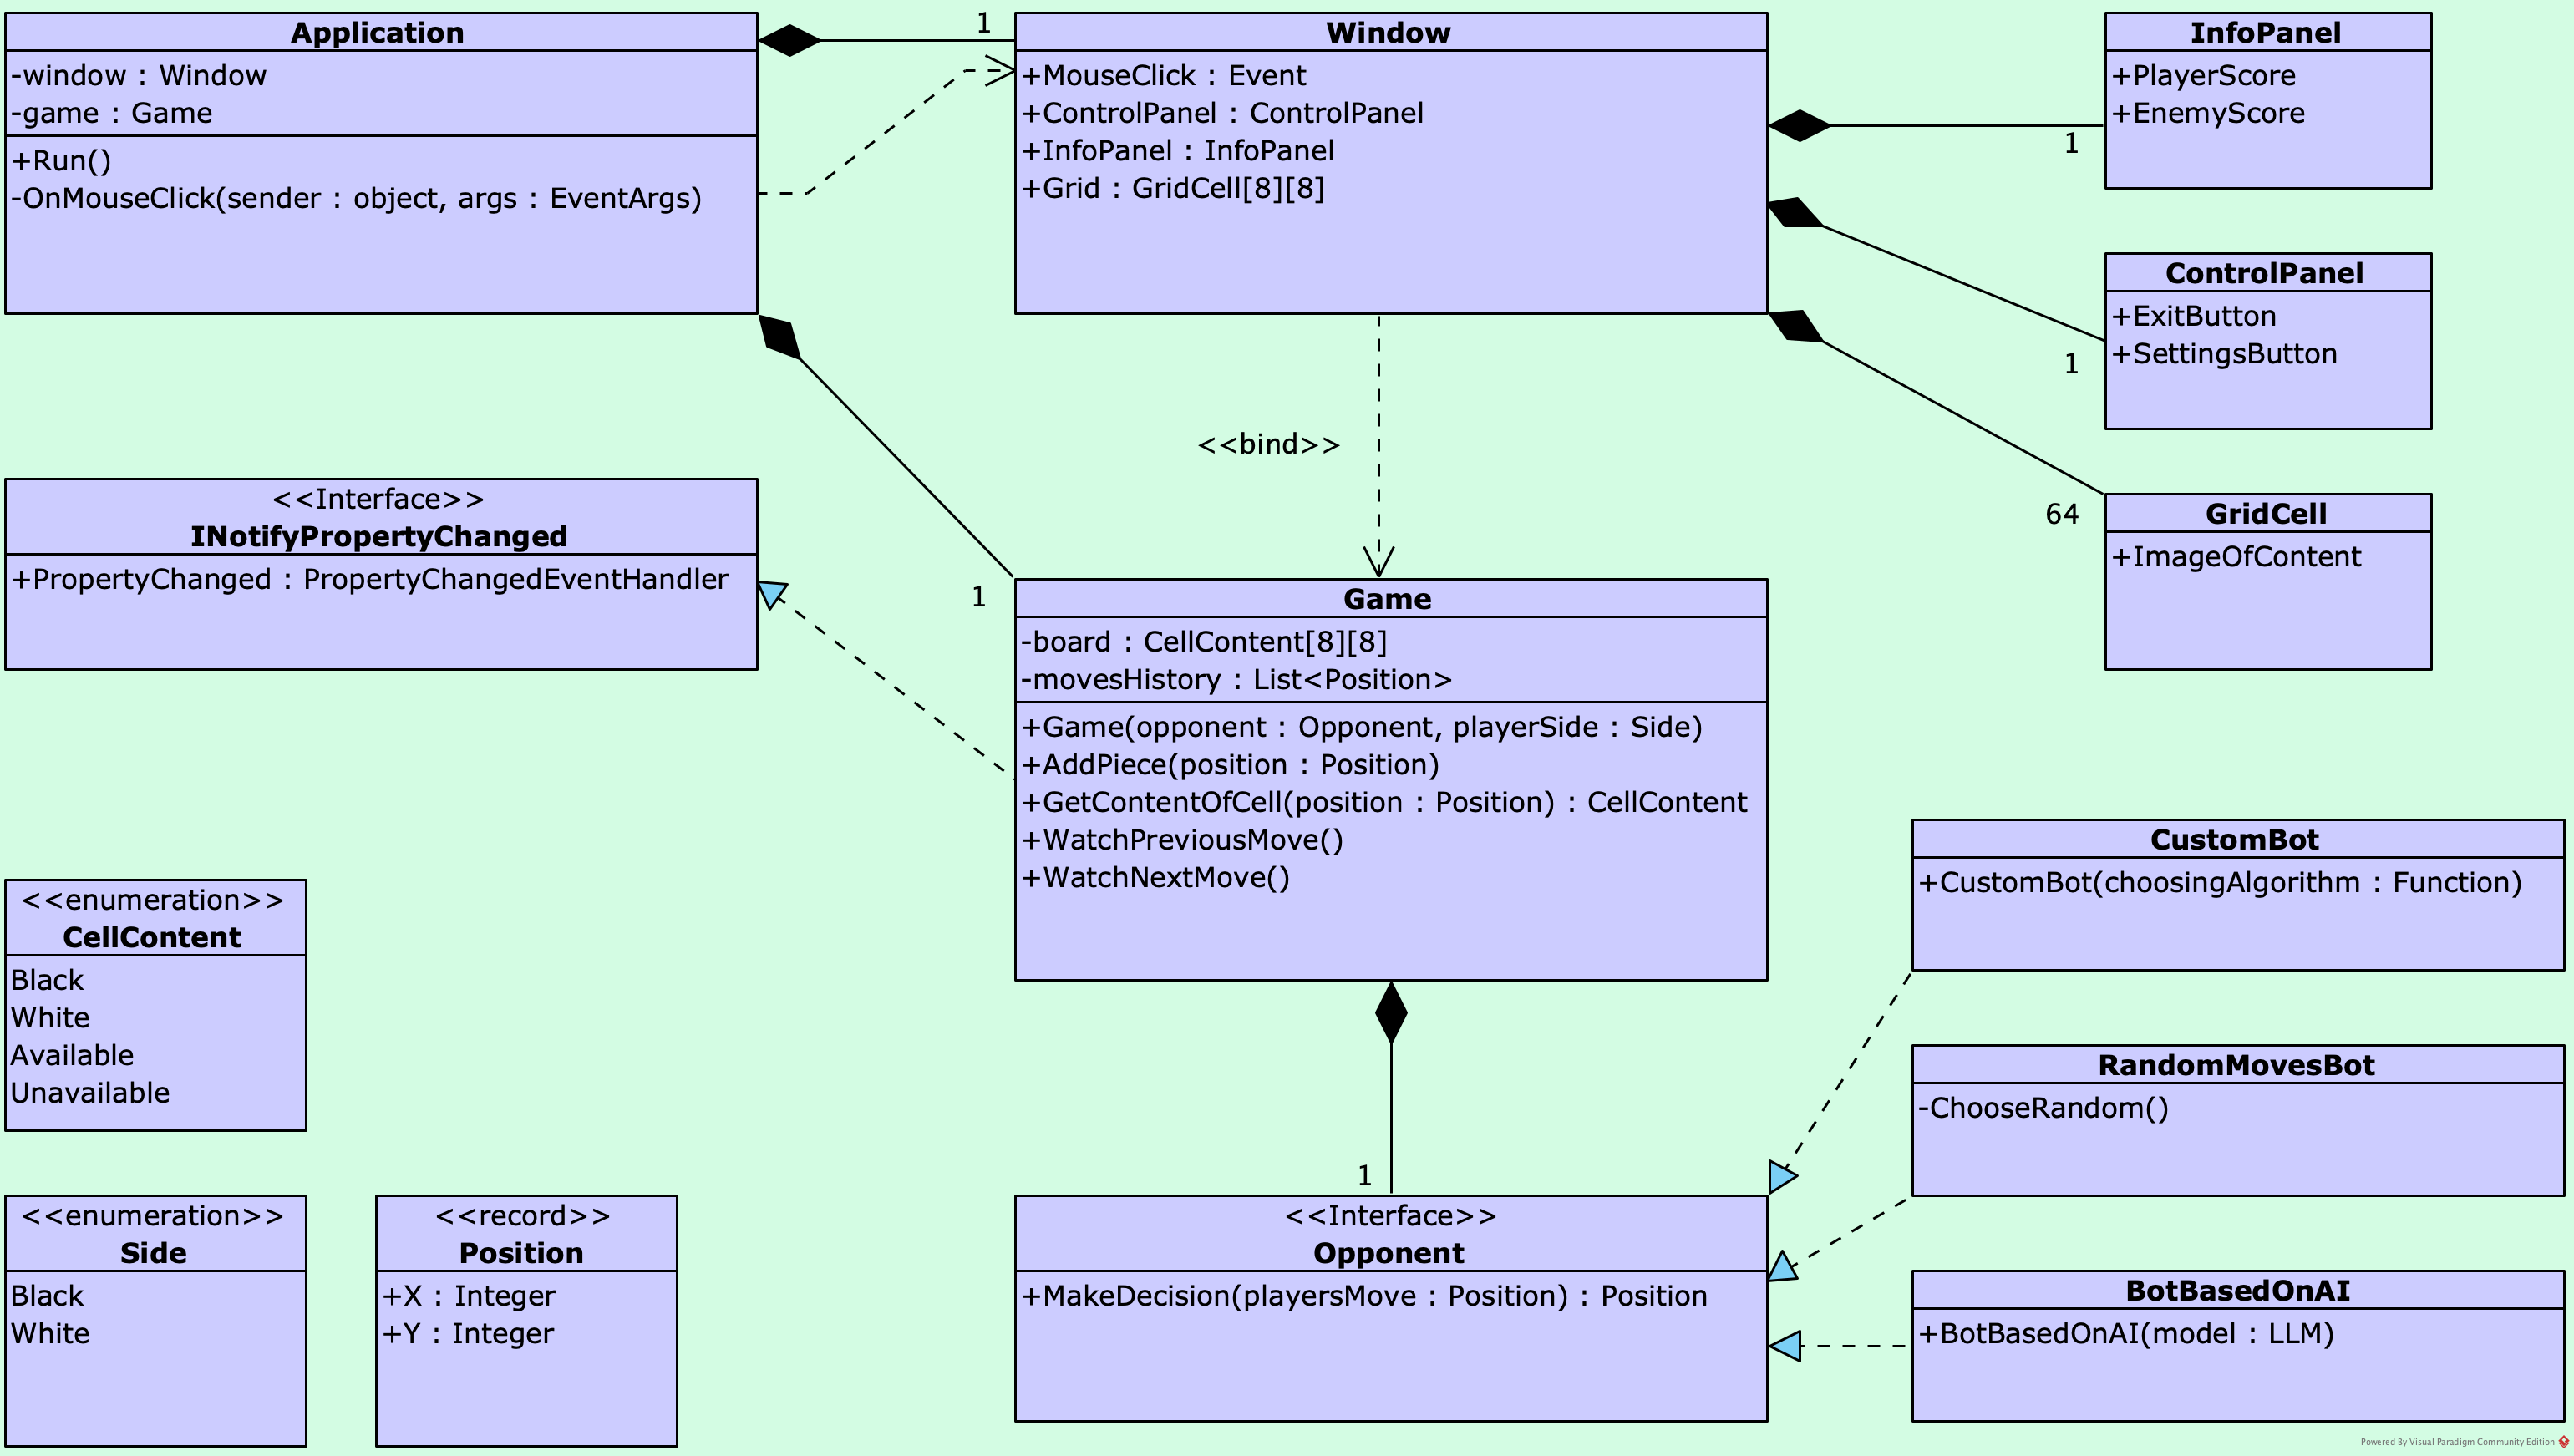 Application
-window : Window
-game : Game
+Run()
-OnMouseClick(sender : object, args : EventArgs)
1
Window
+MouseClick : Event
+ControlPanel : ControlPanel
+InfoPanel : InfoPanel
+Grid : GridCell[8][8]
InfoPanel
+PlayerScore
+EnemyScore
1
ControlPanel
+ExitButton
+SettingsButton
1
<<bind>>
GridCell
+ImageOfContent
64
<<Interface>>
INotifyPropertyChanged
+PropertyChanged : PropertyChangedEventHandler
1
Game
-board : CellContent[8][8]
-movesHistory : List<Position>
+Game(opponent : Opponent, playerSide : Side)
+AddPiece(position : Position)
+GetContentOfCell(position : Position) : CellContent
+WatchPreviousMove()
+WatchNextMove()
CustomBot
+CustomBot(choosingAlgorithm : Function)
<<enumeration>>
CellContent
Black
White
Available
Unavailable
RandomMovesBot
-ChooseRandom()
1
<<enumeration>>
Side
Black
White
<<record>>
Position
+X : Integer
+Y : Integer
<<Interface>>
Opponent
+MakeDecision(playersMove : Position) : Position
BotBasedOnAI
+BotBasedOnAI(model : LLM)
Powered By Visual Paradigm Community Edition